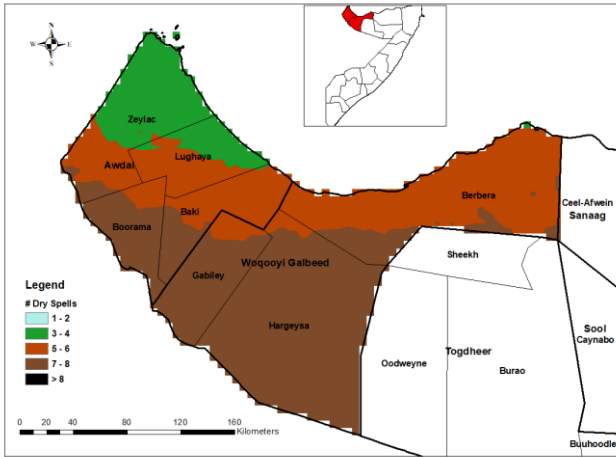 N
W E
S
Zeylac
Lughaya
Awdal
Baki
Boorama
Berbera
Ceel-Afwein
Sanaag
Sheekh
Woqooyi Galbeed
Gabiley
Hargeysa
Oodweyne
Togdheer
Burao
Sool
Caynabo
Buuhoodle
Legend
# Dry Spells
1 - 2
3 - 4
5 - 6
7 - 8
> 8
0 10 20 40 80 120 160
Kilometers